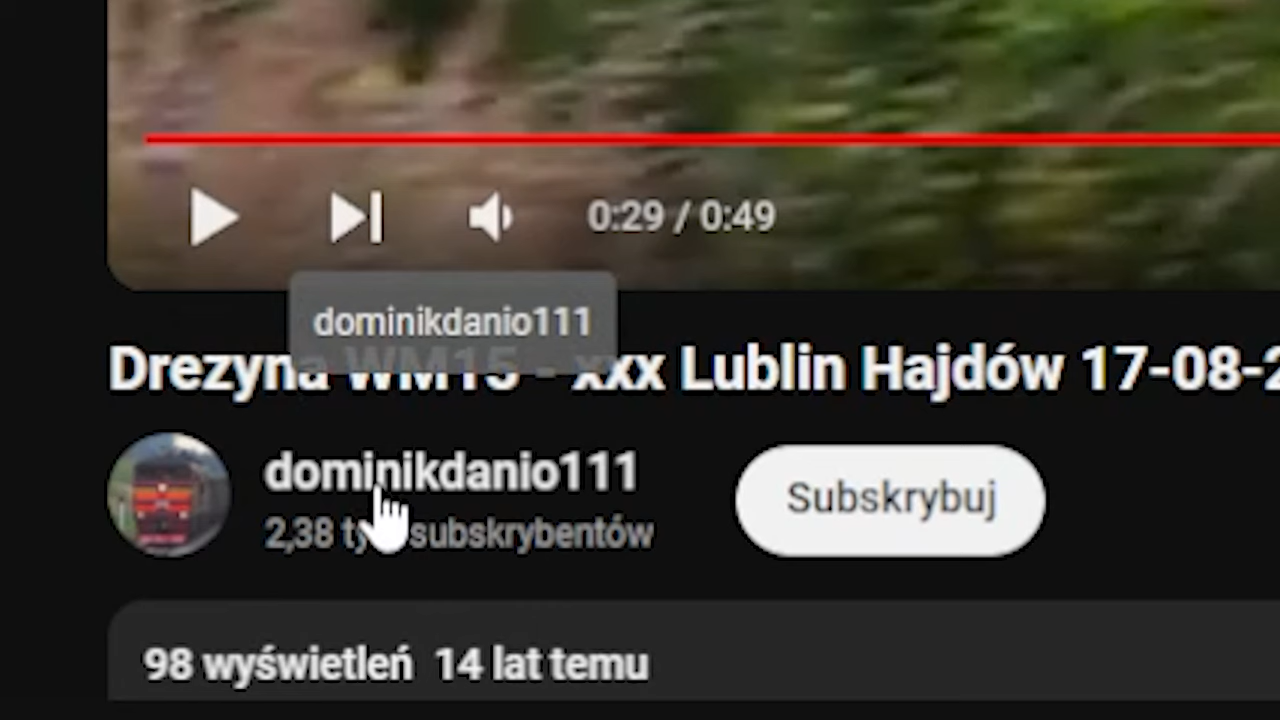 0:29 / 0:49
dominikdanio111
Drezyna WM15 - xxx Lublin Hajdów 17-08-2
dominikdanio111
Subskrybuj
2,38 subskrybentów
98 wyświetleń 14 lat temu